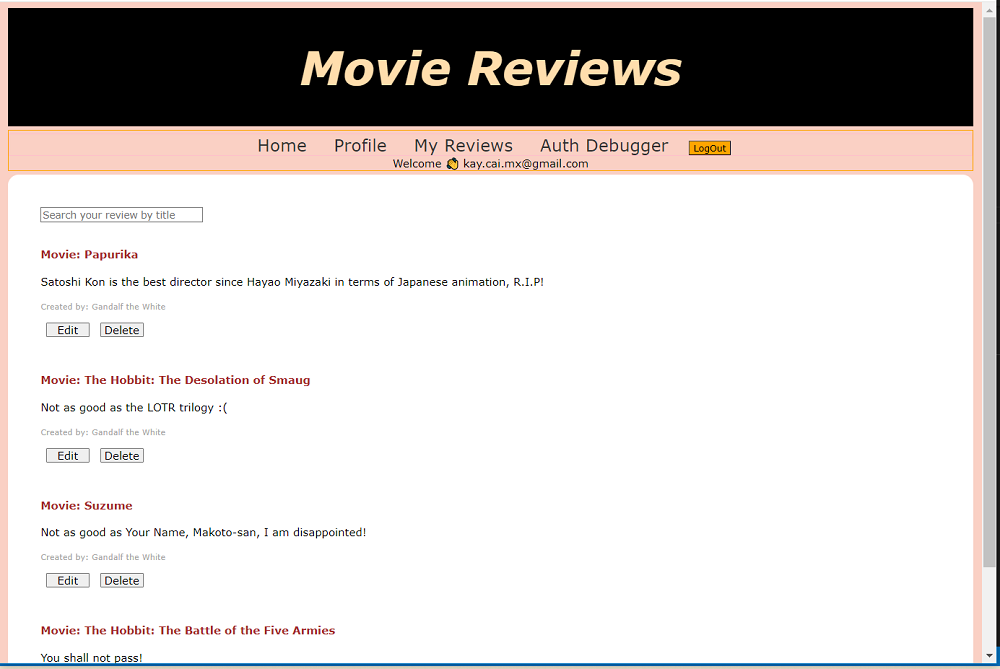 Movie Reviews
Home Profile My Reviews Auth Debugger LogOut
Welcome 👏 kay.cai.mx@gmail.com
Search your review by title
Movie: Papurika
Satoshi Kon is the best director since Hayao Miyazaki in terms of Japanese animation, R.I.P!
Created by: Gandalf the White
Edit Delete
Movie: The Hobbit: The Desolation of Smaug
Not as good as the LOTR trilogy :(
Created by: Gandalf the White
Edit Delete
Movie: Suzume
Not as good as Your Name, Makoto-san, I am disappointed!
Created by: Gandalf the White
Edit Delete
Movie: The Hobbit: The Battle of the Five Armies
You shall not pass!